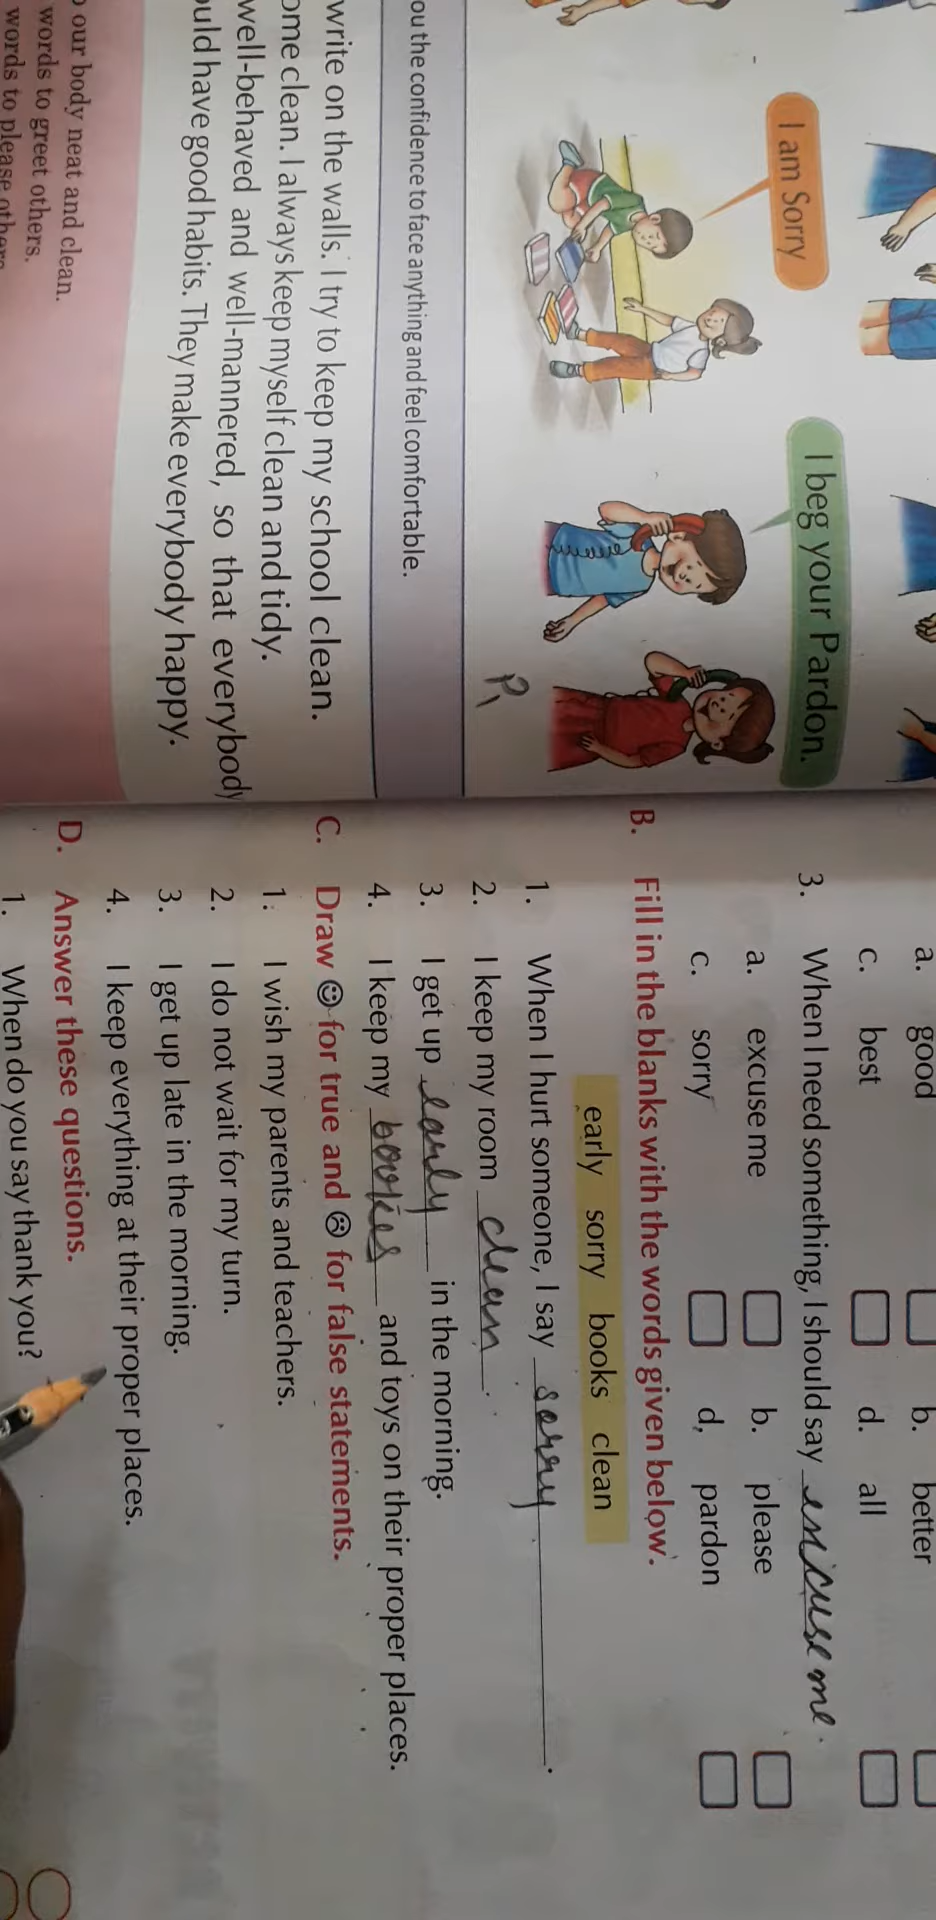 I am Sorry
I beg your Pardon.
ou the confidence to face anything and feel comfortable.
write on the walls. I try to keep my school clean.
ome clean. I always keep myself clean and tidy.
well-behaved and well-mannered, so that everybody
ould have good habits. They make everybody happy.
our body neat and clean.
words to greet others.
words to please others
a. good b. better
c. best d. all
3. When I need something, I should say enicuse me.
a. excuse me b. please
c. sorry d. pardon
B. Fill in the blanks with the words given below.
early sorry books clean
1. When I hurt someone, I say sorry.
2. I keep my room clean.
3. I get up early in the morning.
4. I keep my bookes and toys on their proper places.
C. Draw ☺ for true and ☹ for false statements.
1. I wish my parents and teachers.
2. I do not wait for my turn.
3. I get up late in the morning.
4. I keep everything at their proper places.
D. Answer these questions.
1. When do you say thank you?